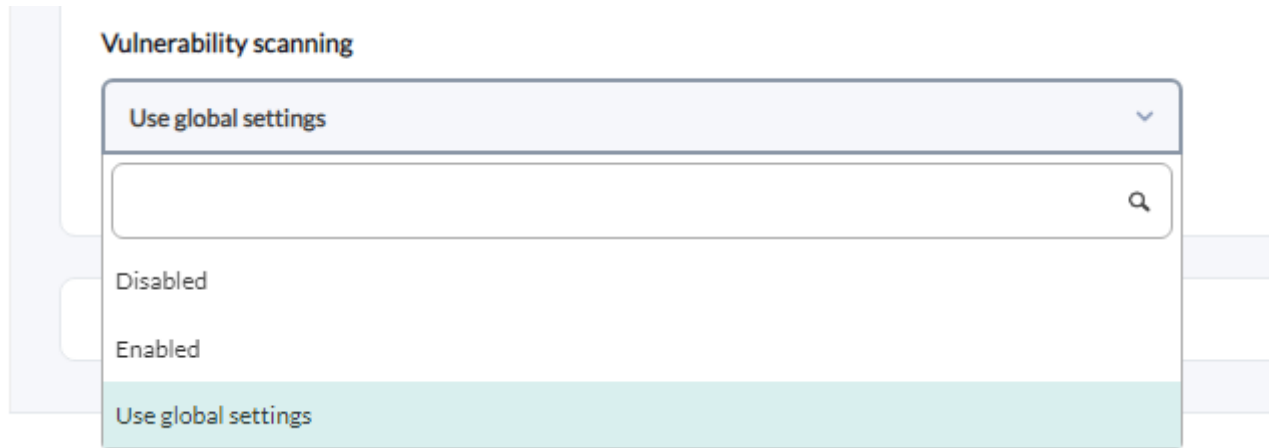 Vulnerability scanning
Use global settings
Disabled
Enabled
Use global settings